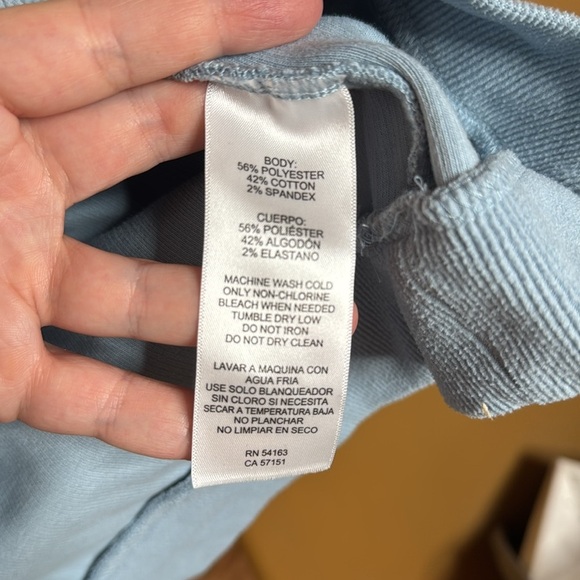 BODY:
56% POLYESTER
42% COTTON
2% SPANDEX
CUERPO:
56% POLIÉSTER
42% ALGODÓN
2% ELASTANO
MACHINE WASH COLD
ONLY NON-CHLORINE
BLEACH WHEN NEEDED
TUMBLE DRY LOW
DO NOT IRON
DO NOT DRY CLEAN
LAVAR A MAQUINA CON
AGUA FRIA
USE SOLO BLANQUEADOR
SIN CLORO SI NECESITA
SECAR A TEMPERATURA BAJA
NO PLANCHAR
NO LIMPIAR EN SECO
RN 54163
CA 57151